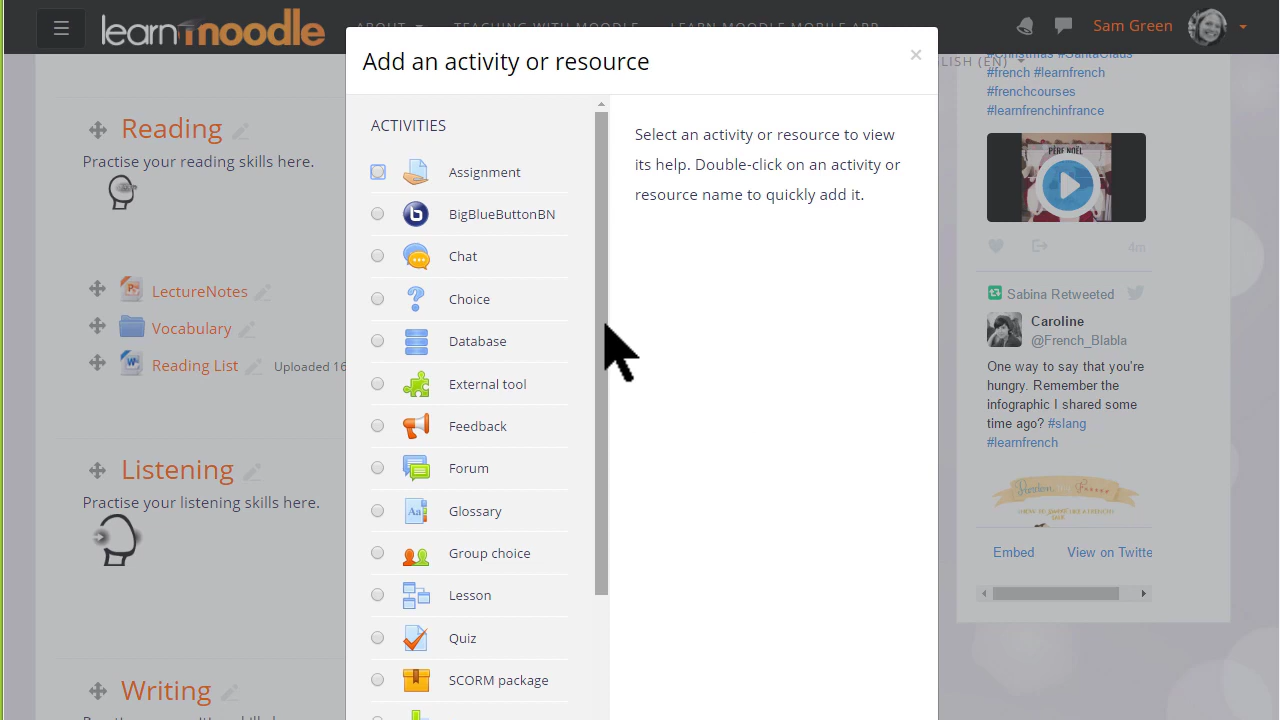 learn moodle
ABOUT
TEACHING WITH MOODLE
LEARN MOODLE MOBILE APP
Sam Green
LISH (EN)
Add an activity or resource
×
ACTIVITIES
Assignment
BigBlueButtonBN
Chat
Choice
Database
External tool
Feedback
Forum
Glossary
Group choice
Lesson
Quiz
SCORM package
Select an activity or resource to view
its help. Double-click on an activity or
resource name to quickly add it.
Reading
Practise your reading skills here.
LectureNotes
Vocabulary
Reading List
Uploaded 16
Listening
Practise your listening skills here.
Writing
#Christmas #SantaClaus
#french #learnfrench
#frenchcourses
#learnfrenchinfrance
PÈRE NOËL
4m
Sabina Retweeted
Caroline
@French_Blabla
One way to say that you're
hungry. Remember the
infographic I shared some
time ago? #slang
#learnfrench
Embed
View on Twitte